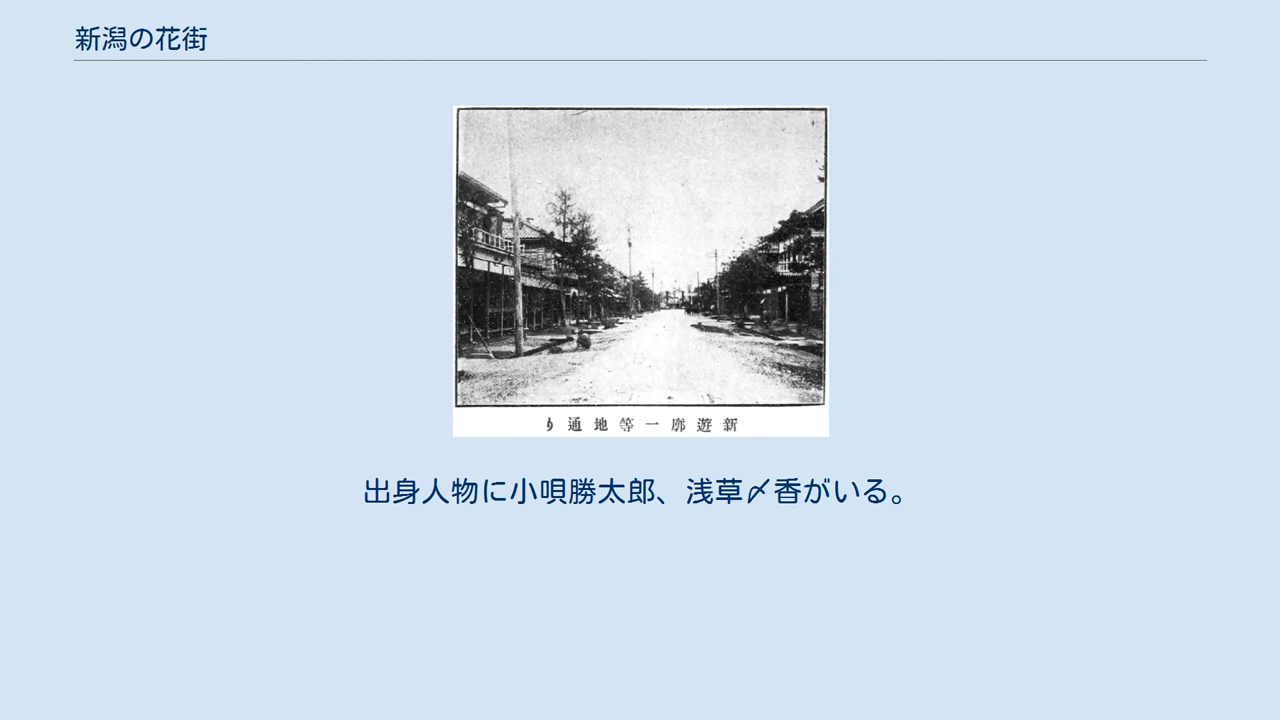 新潟の花街
新遊廓一等地通り
出身人物に小唄勝太郎、浅草〆香がいる。